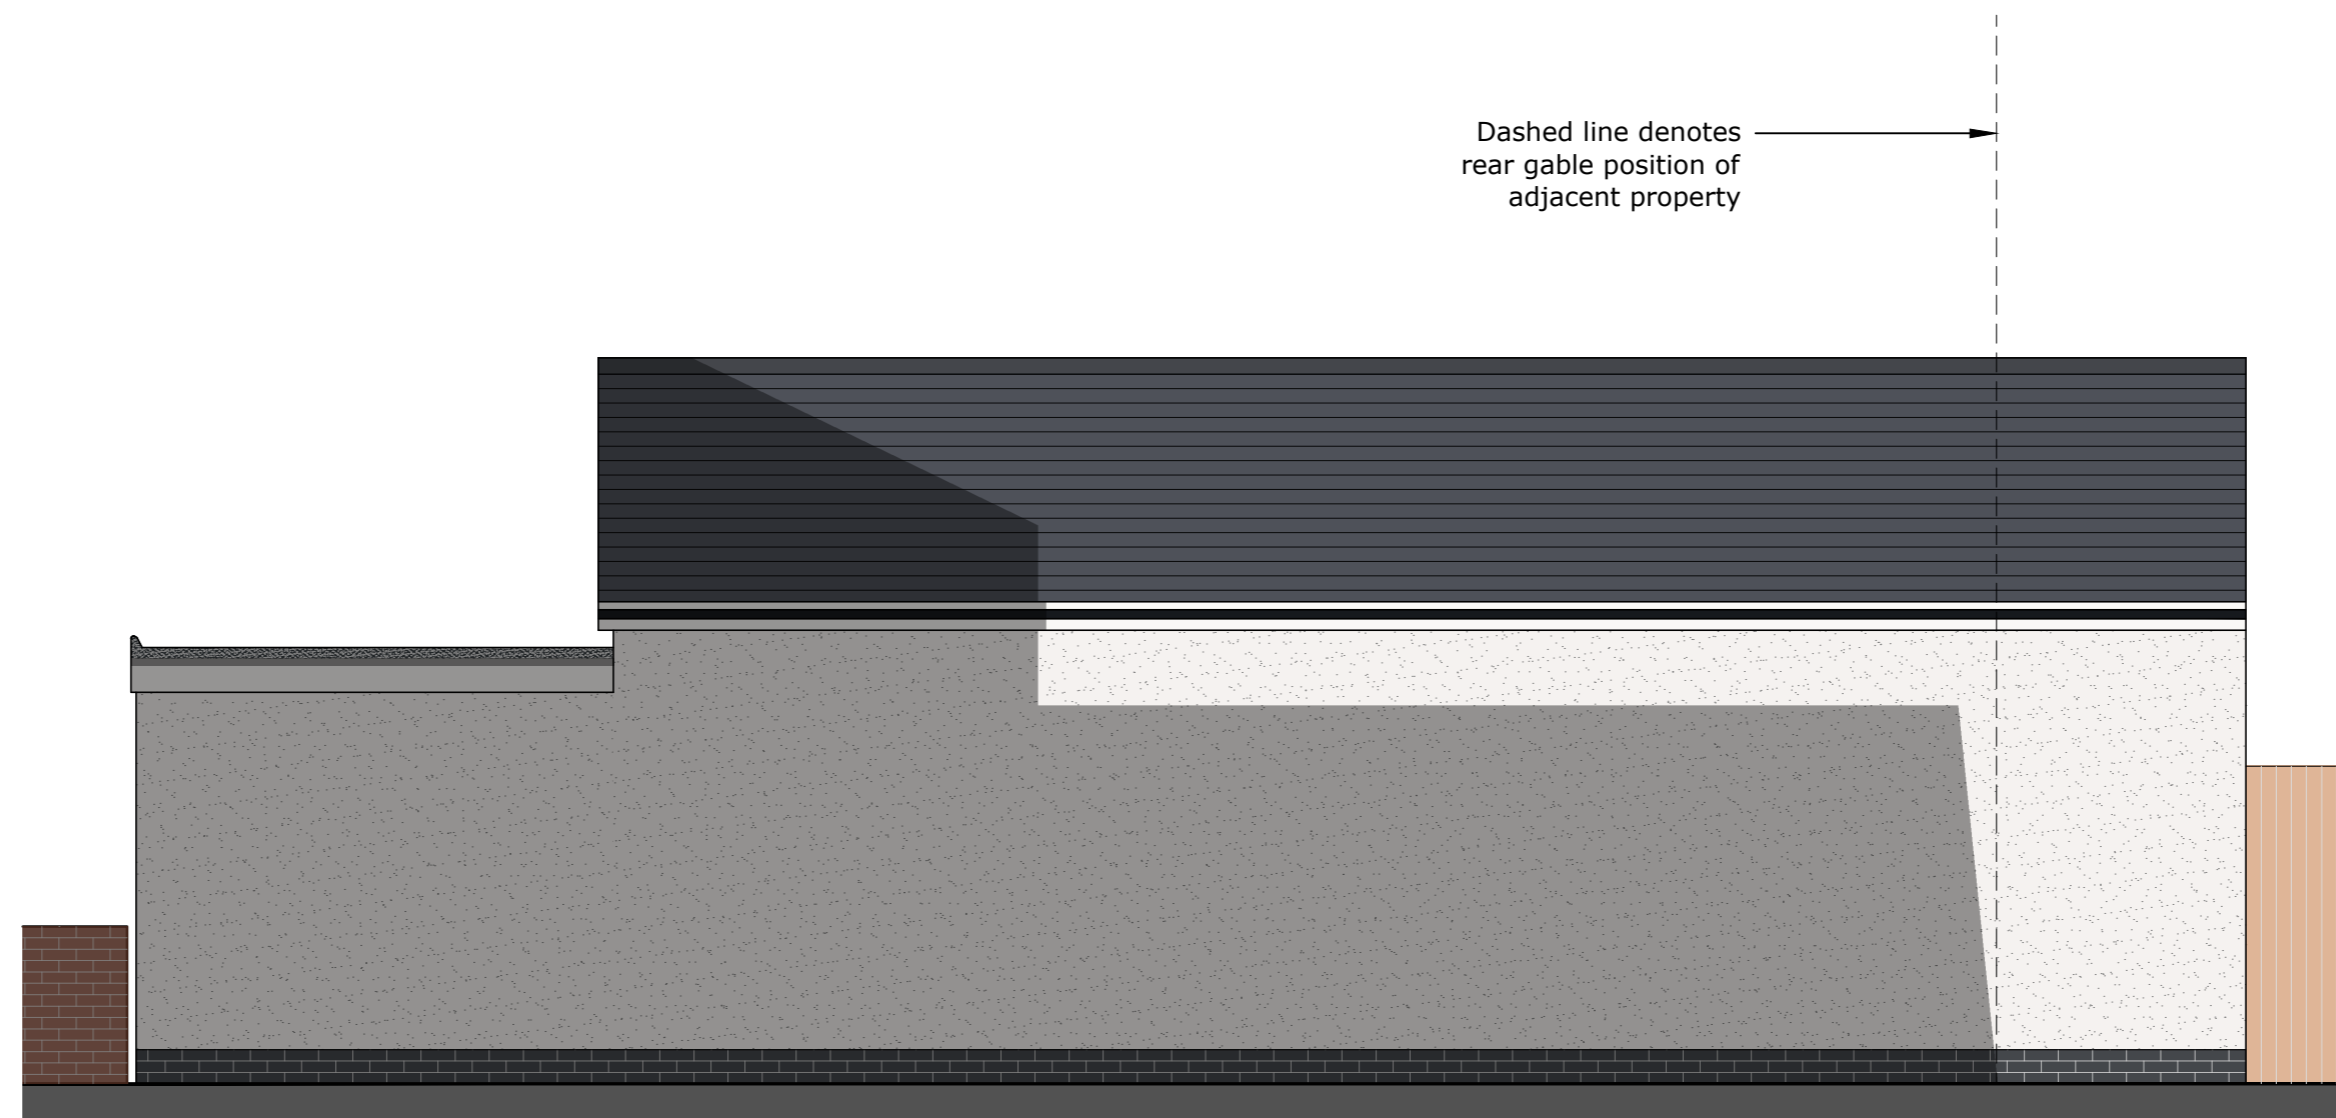 Dashed line denotes
rear gable position of
adjacent property